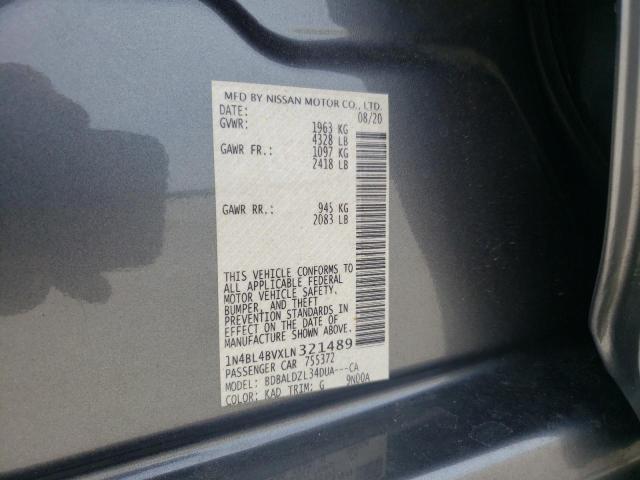 MFD BY NISSAN MOTOR CO., LTD.
DATE: 08/20
GVWR: 1963 KG
4328 LB
GAWR FR.: 1097 KG
2418 LB
GAWR RR.: 945 KG
2083 LB
THIS VEHICLE CONFORMS TO
ALL APPLICABLE FEDERAL
MOTOR VEHICLE SAFETY,
BUMPER, AND THEFT
PREVENTION STANDARDS IN
EFFECT ON THE DATE OF
MANUFACTURE SHOWN ABOVE.
1N4BL4BVXLN321489
PASSENGER CAR 755372
MODEL: BDBALDZL34DUA---CA
COLOR: KAD TRIM: G 9N00A